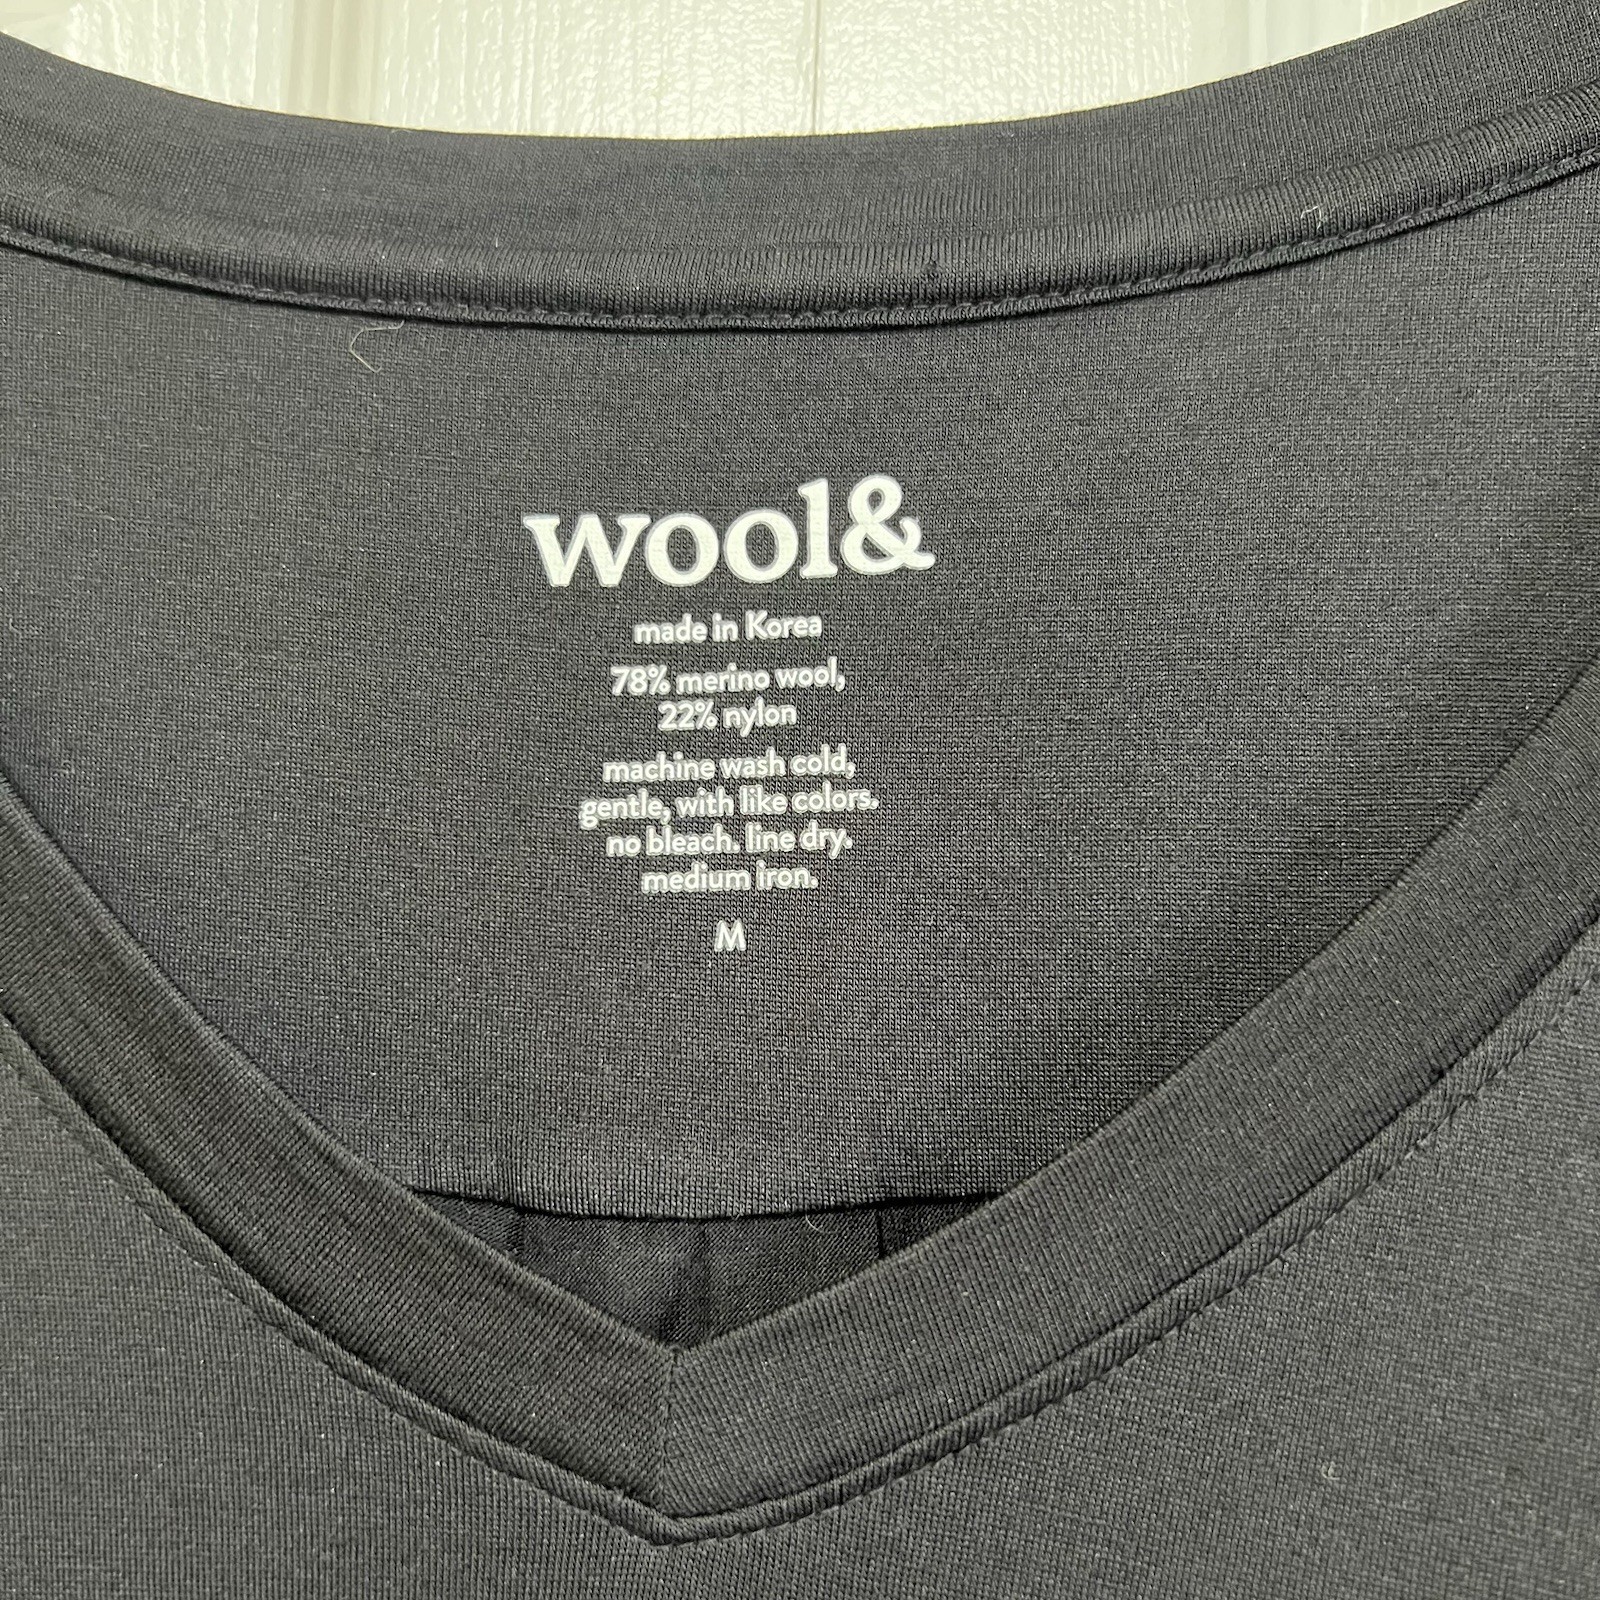 wool&
made in Korea
78% merino wool,
22% nylon
machine wash cold,
gentle, with like colors.
no bleach. line dry.
medium iron.
M